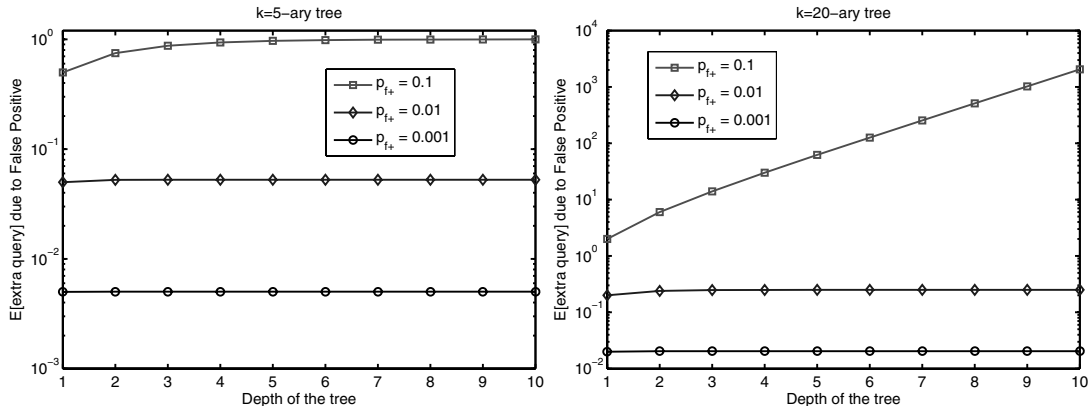 k=5-ary tree
E[extra query] due to False Positive
10^0
10^-1
10^-2
10^-3
p_f+ = 0.1
p_f+ = 0.01
p_f+ = 0.001
1 2 3 4 5 6 7 8 9 10
Depth of the tree
k=20-ary tree
E[extra query] due to False Positive
10^4
10^3
10^2
10^1
10^0
10^-1
10^-2
p_f+ = 0.1
p_f+ = 0.01
p_f+ = 0.001
1 2 3 4 5 6 7 8 9 10
Depth of the tree